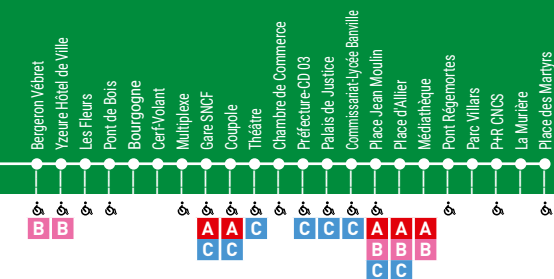 Bergeron Vébret
Yzeure Hôtel de Ville
Les Fleurs
Pont de Bois
Bourgogne
Cerf-Volant
Multiplexe
Gare SNCF
Coupole
Théâtre
Chambre de Commerce
Préfecture-CD 03
Palais de Justice
Commissariat-Lycée Banville
Place Jean Moulin
Place d'Allier
Médiathèque
Pont Régemortes
Parc Villars
P+R CNCS
La Murière
Place des Martyrs
B B A A C C C C A A A
C C B B B
C C